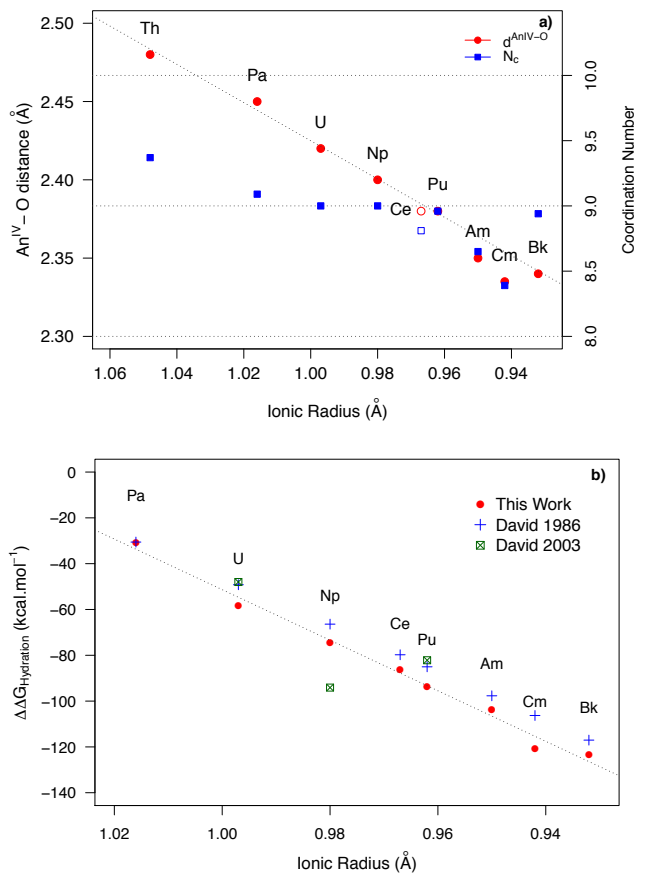 a)
d^AnIV−O
N_c
Th
Pa
U
Np
Ce
Pu
Am
Cm
Bk
2.50
2.45
2.40
2.35
2.30
An^IV − O distance (Å)
10.0
9.5
9.0
8.5
8.0
Coordination Number
1.06 1.04 1.02 1.00 0.98 0.96 0.94
Ionic Radius (Å)
b)
This Work
David 1986
David 2003
Pa
U
Np
Ce
Pu
Am
Cm
Bk
0
−20
−40
−60
−80
−100
−120
−140
ΔΔG_Hydration (kcal.mol⁻¹)
1.02 1.00 0.98 0.96 0.94
Ionic Radius (Å)